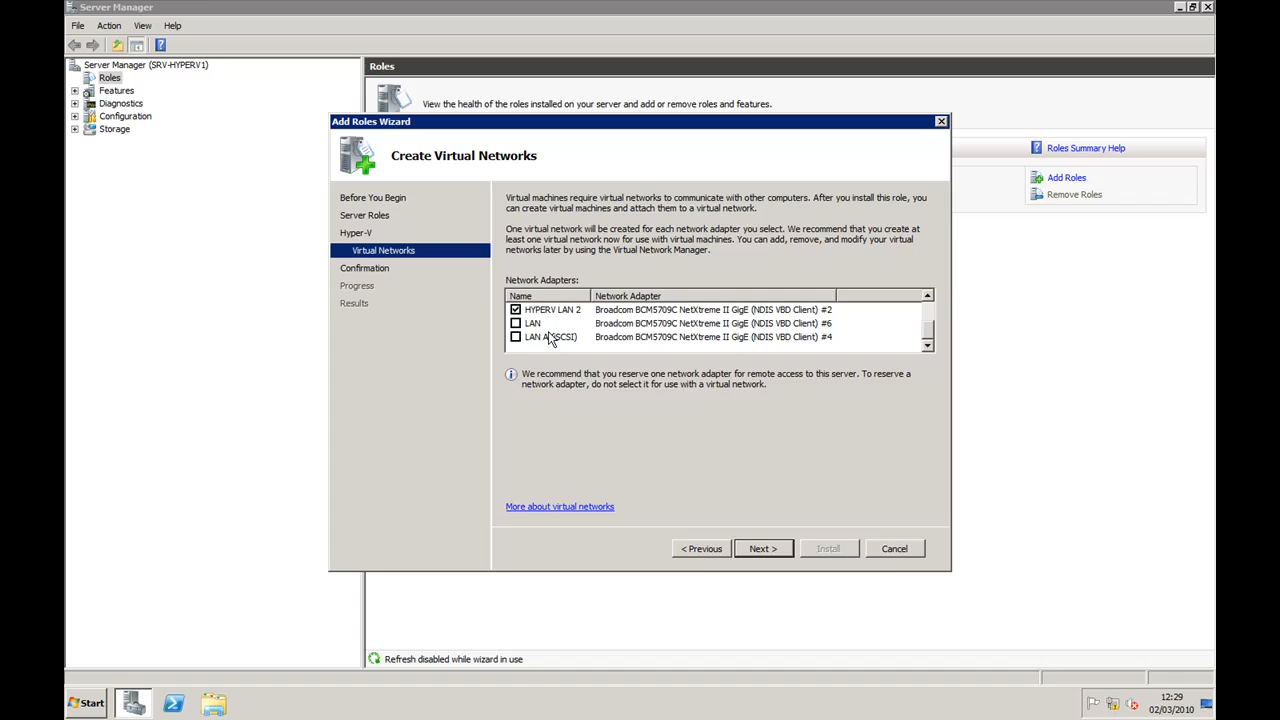 Server Manager
File Action View Help
Server Manager (SRV-HYPERV1)
Roles
Features
Diagnostics
Configuration
Storage
Roles
View the health of the roles installed on your server and add or remove roles and features.
Roles Summary Help
Add Roles
Remove Roles
Add Roles Wizard
Create Virtual Networks
Before You Begin
Server Roles
Hyper-V
Virtual Networks
Confirmation
Progress
Results
Virtual machines require virtual networks to communicate with other computers. After you install this role, you
can create virtual machines and attach them to a virtual network.
One virtual network will be created for each network adapter you select. We recommend that you create at
least one virtual network now for use with virtual machines. You can add, remove, and modify your virtual
networks later by using the Virtual Network Manager.
Network Adapters:
Name Network Adapter
HYPERV LAN 2 Broadcom BCM5709C NetXtreme II GigE (NDIS VBD Client) #2
LAN Broadcom BCM5709C NetXtreme II GigE (NDIS VBD Client) #6
LAN Broadcom BCM5709C NetXtreme II GigE (NDIS VBD Client) #4
We recommend that you reserve one network adapter for remote access to this server. To reserve a
network adapter, do not select it for use with a virtual network.
More about virtual networks
< Previous Next > Install Cancel
Refresh disabled while wizard in use
Start
12:29
02/03/2010